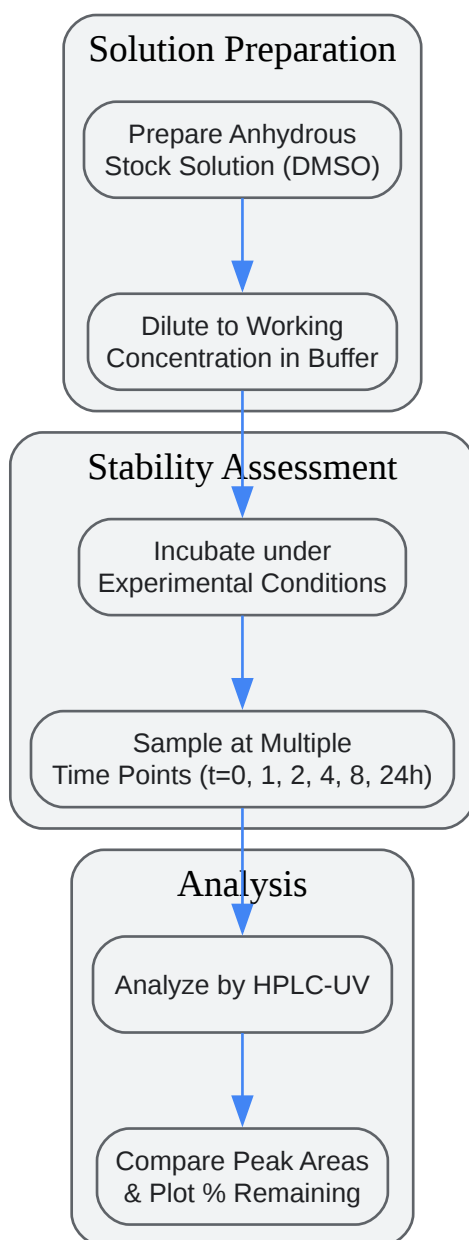 Solution Preparation
Prepare Anhydrous
Stock Solution (DMSO)
Dilute to Working
Concentration in Buffer
Stability Assessment
Incubate under
Experimental Conditions
Sample at Multiple
Time Points (t=0, 1, 2, 4, 8, 24h)
Analysis
Analyze by HPLC-UV
Compare Peak Areas
& Plot % Remaining